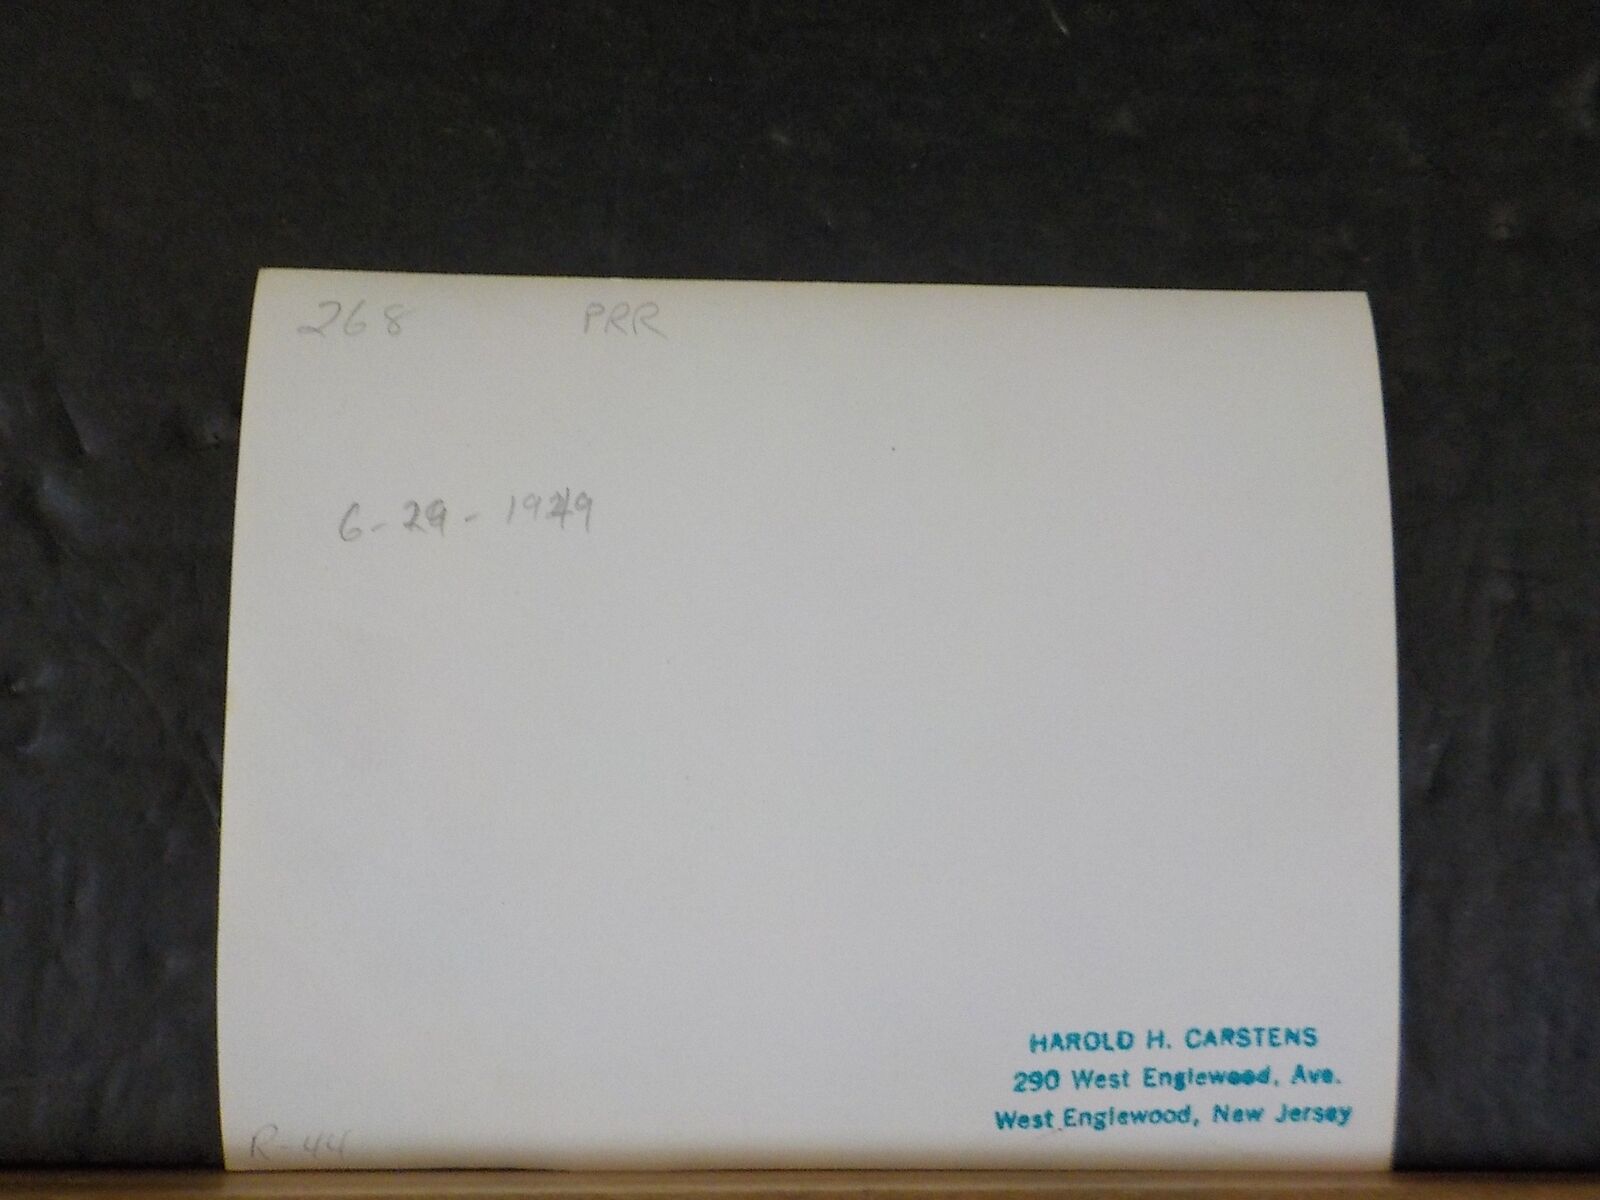 268 PRR
6-29-1949
HAROLD H. CARSTENS
290 West Englewood, Ave.
West Englewood, New Jersey
R-44